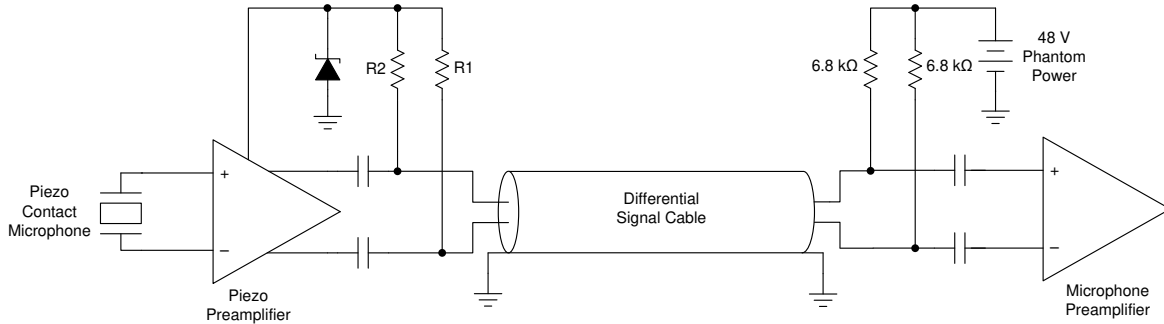 R2
R1
6.8 kΩ
6.8 kΩ
48 V
Phantom
Power
Piezo
Contact
Microphone
+
−
Piezo
Preamplifier
Differential
Signal Cable
+
−
Microphone
Preamplifier